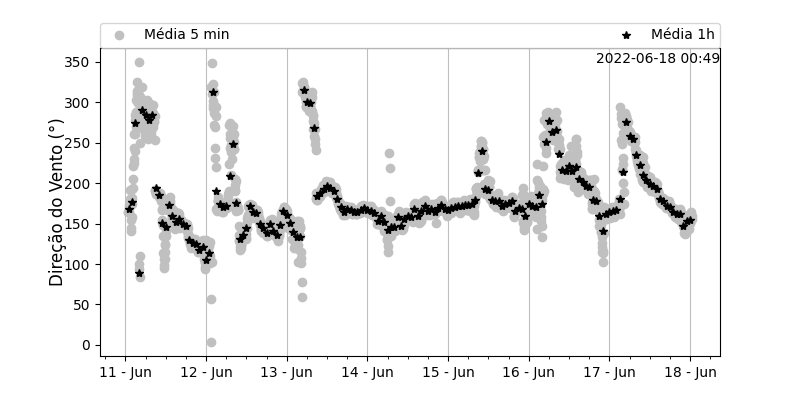 Média 5 min
Média 1h
2022-06-18 00:49
Direção do Vento (°)
350
300
250
200
150
100
50
0
11 - Jun
12 - Jun
13 - Jun
14 - Jun
15 - Jun
16 - Jun
17 - Jun
18 - Jun